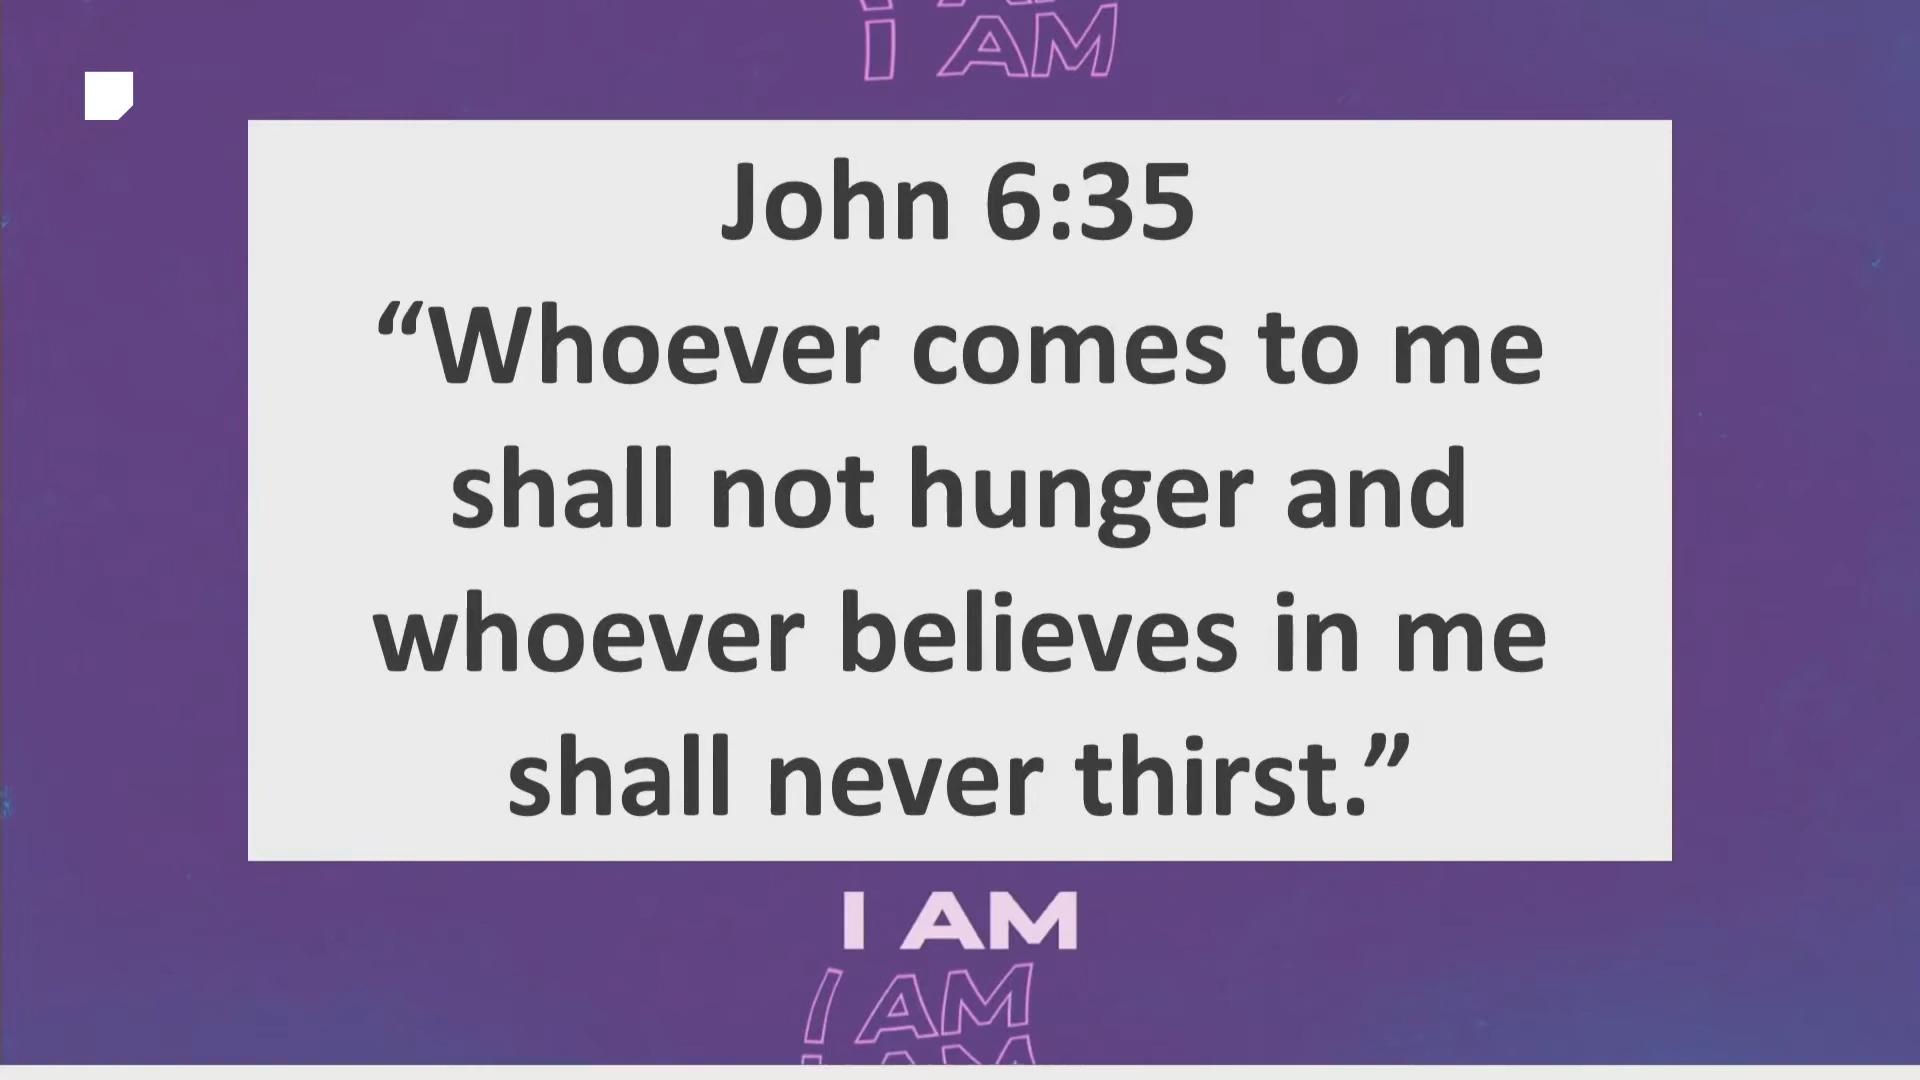 I AM
John 6:35
“Whoever comes to me
shall not hunger and
whoever believes in me
shall never thirst.”
I AM
I AM